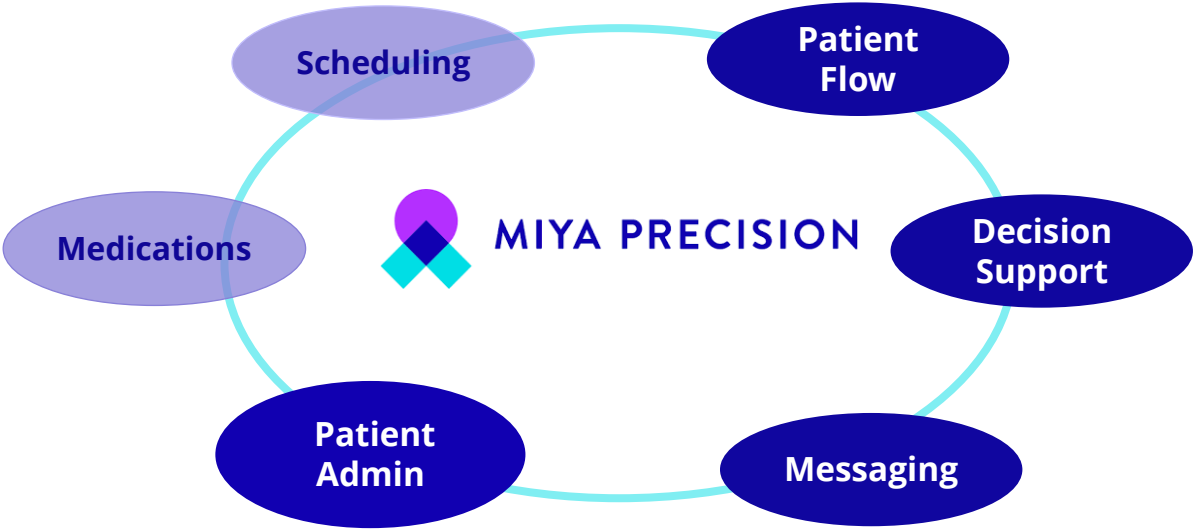 Scheduling
Patient
Flow
Medications
MIYA PRECISION
Decision
Support
Patient
Admin
Messaging